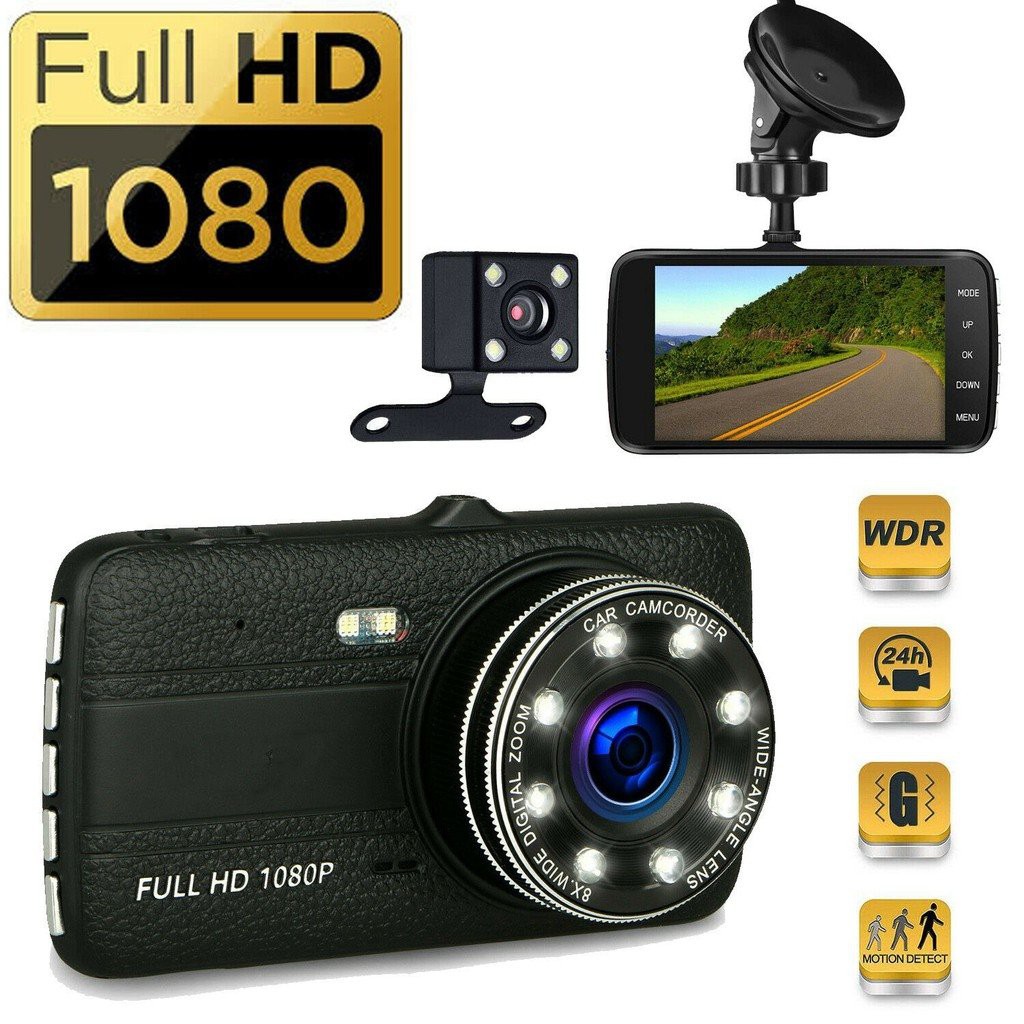 Full HD
1080
MODE
UP
OK
DOWN
MENU
WDR
24h
G
MOTION DETECT
CAR CAMCORDER
WIDE-ANGLE LENS
8X.WIDE DIGITAL ZOOM
FULL HD 1080P